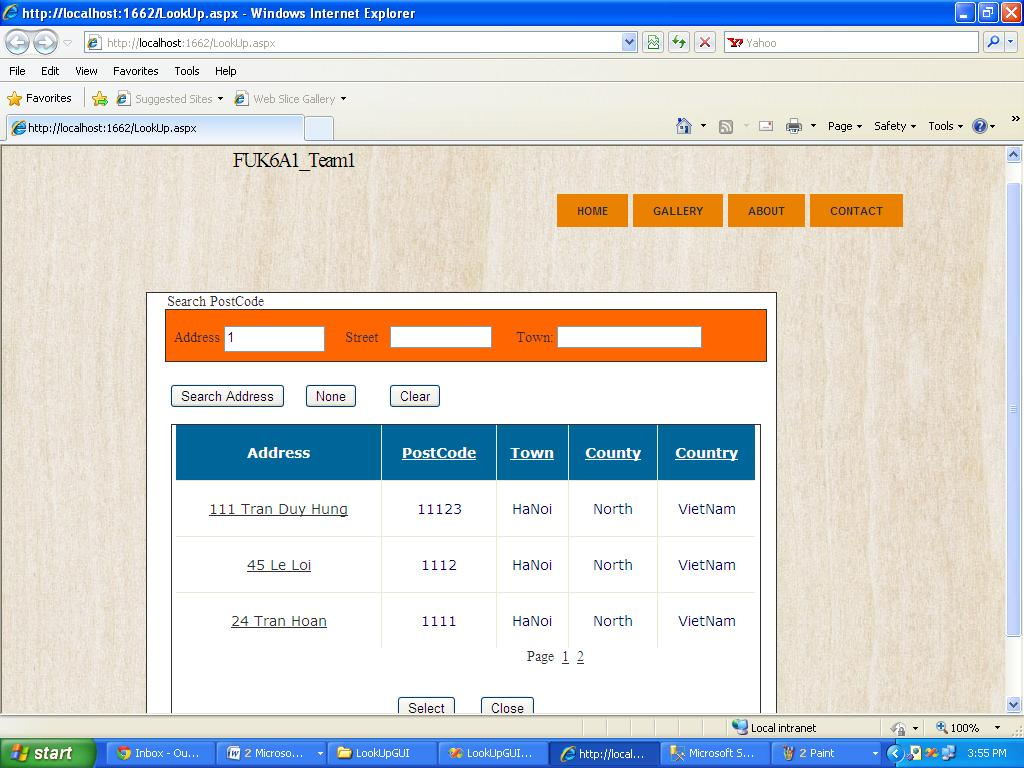 http://localhost:1662/LookUp.aspx - Windows Internet Explorer
http://localhost:1662/LookUp.aspx Yahoo
File Edit View Favorites Tools Help
Favorites Suggested Sites Web Slice Gallery
http://localhost:1662/LookUp.aspx Page Safety Tools »
FUK6A1_Team1
HOME GALLERY ABOUT CONTACT
Search PostCode
Address 1 Street Town:
Search Address None Clear
Address PostCode Town County Country
111 Tran Duy Hung 11123 HaNoi North VietNam
45 Le Loi 1112 HaNoi North VietNam
24 Tran Hoan 1111 HaNoi North VietNam
Page 1 2
Select Close
Local intranet 100%
start Inbox - Ou... 2 Microso... LookUpGUI LookUpGUI... http://local... Microsoft S... 2 Paint 3:55 PM